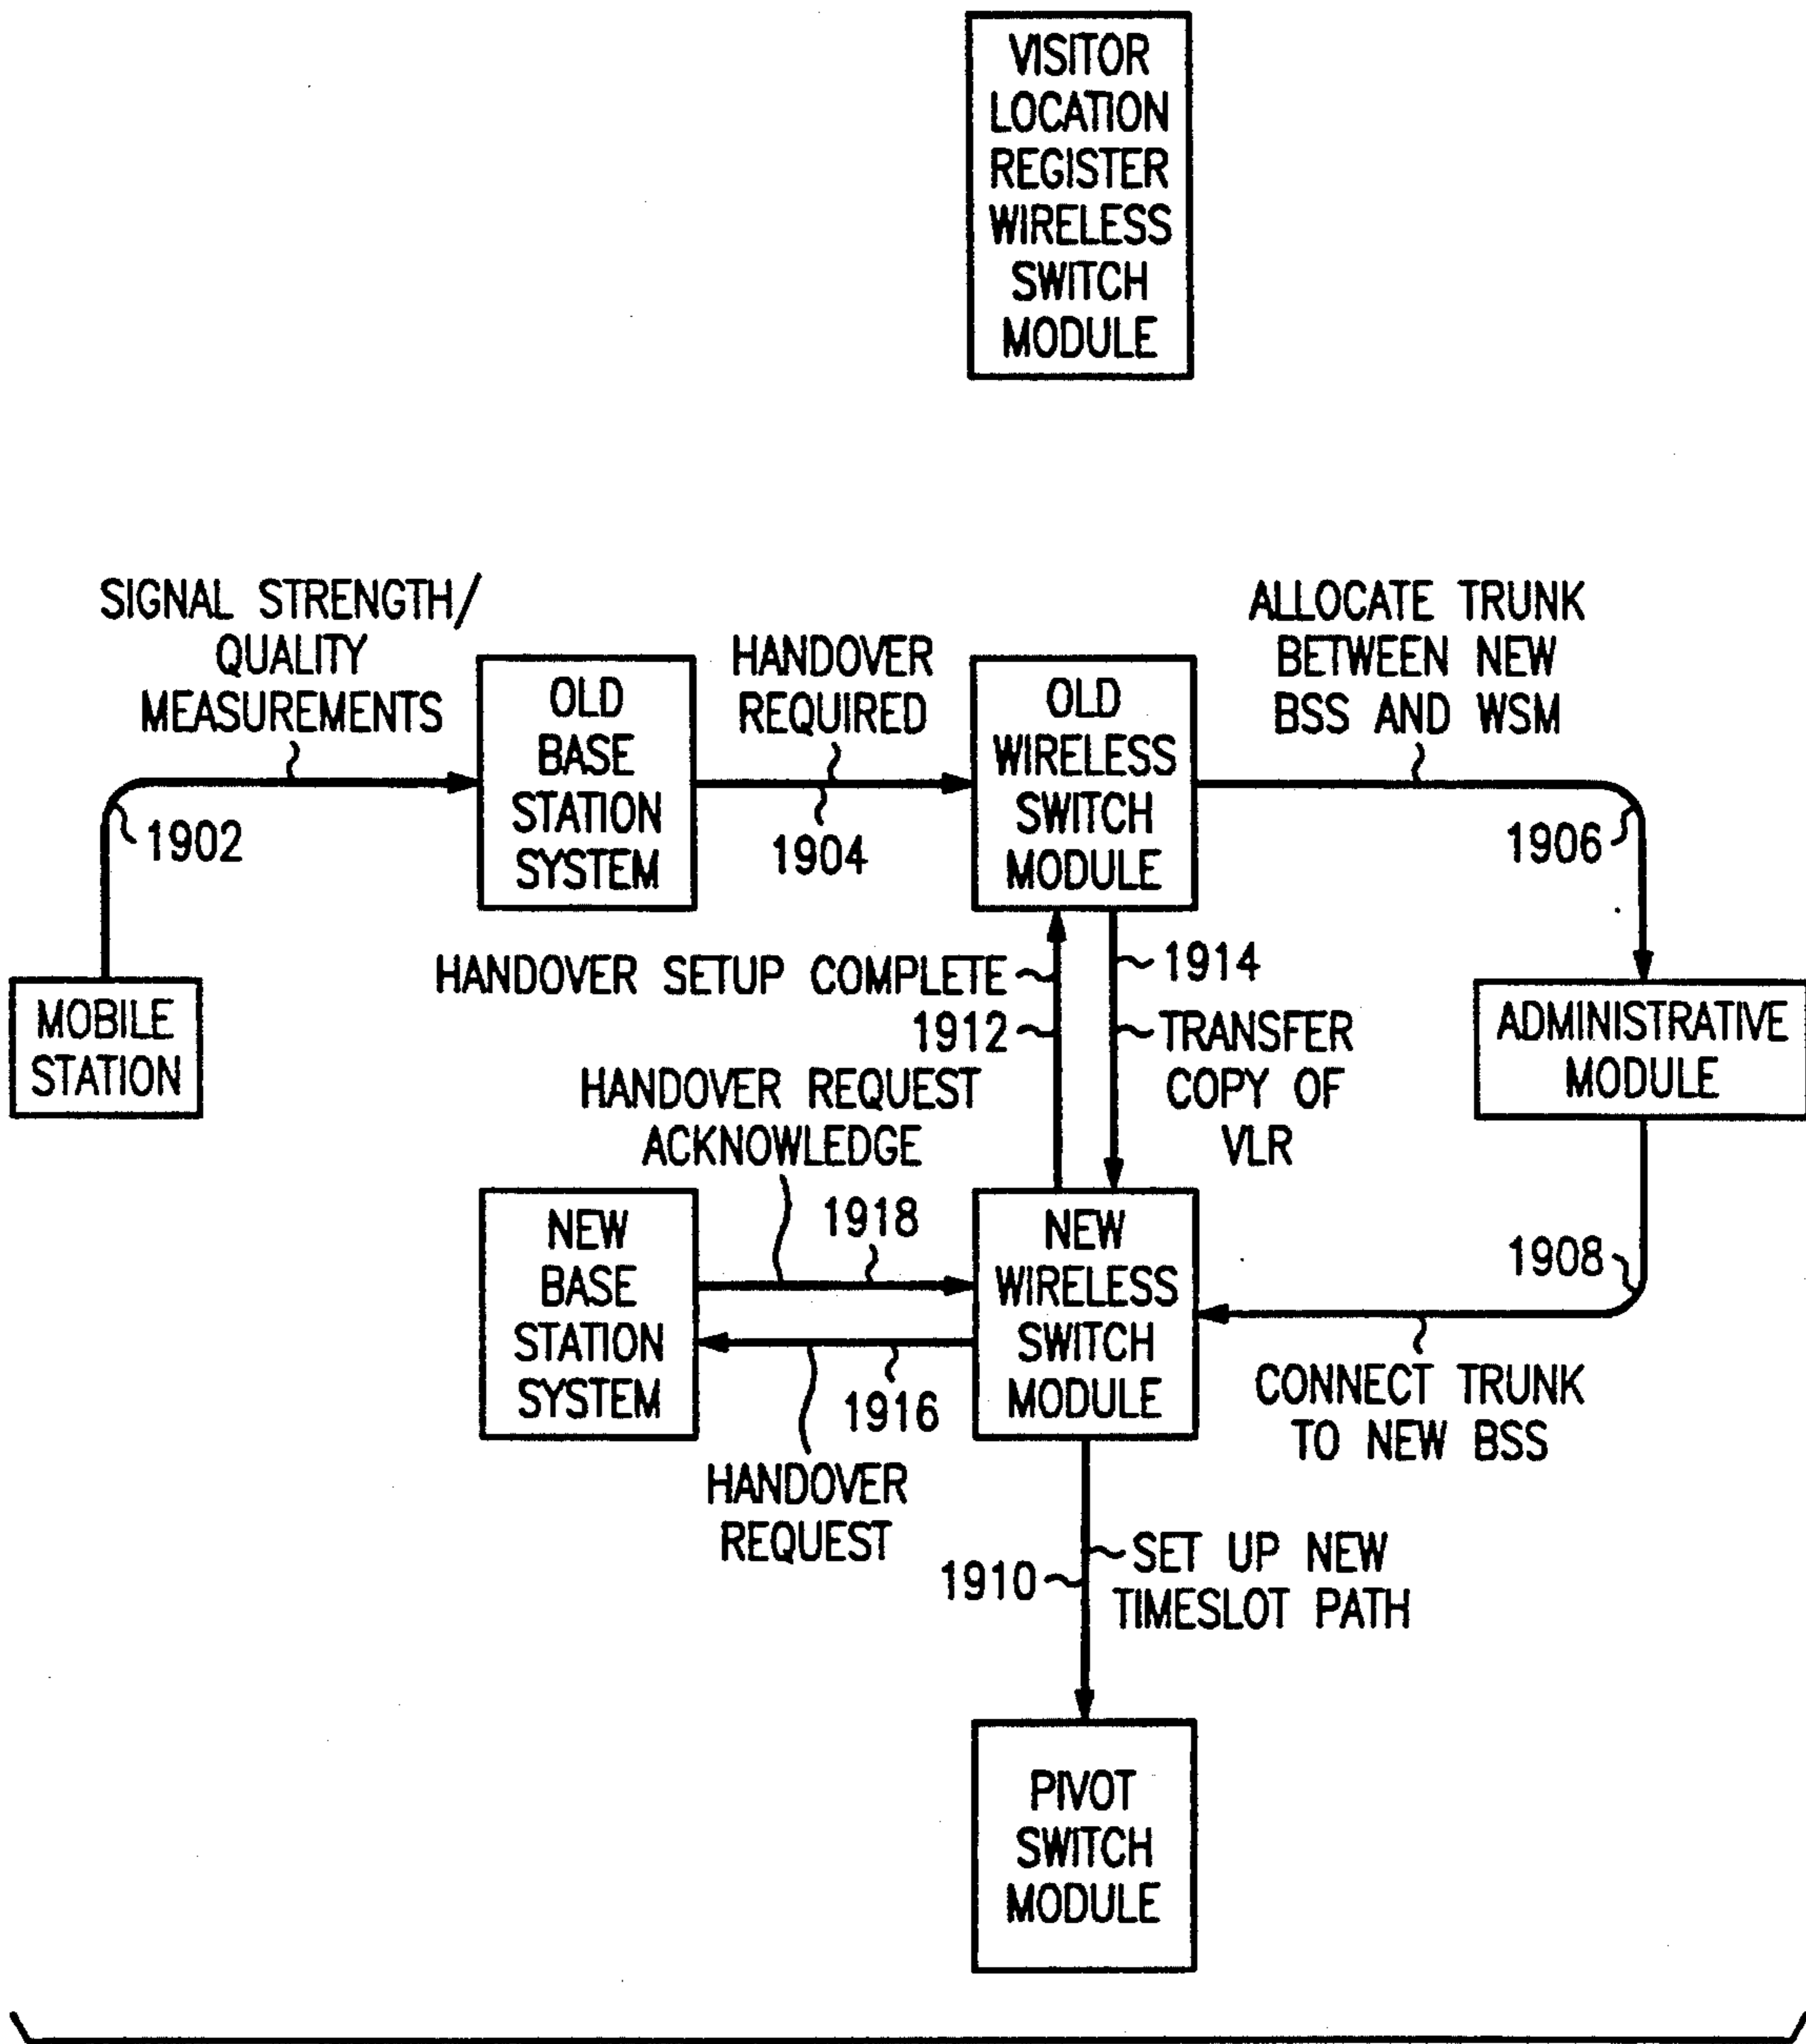 VISITOR
LOCATION
REGISTER
WIRELESS
SWITCH
MODULE
SIGNAL STRENGTH/
QUALITY
MEASUREMENTS
1902
OLD
BASE
STATION
SYSTEM
HANDOVER
REQUIRED
1904
OLD
WIRELESS
SWITCH
MODULE
ALLOCATE TRUNK
BETWEEN NEW
BSS AND WSM
1906
MOBILE
STATION
HANDOVER SETUP COMPLETE
1912
1914
TRANSFER
COPY OF
VLR
ADMINISTRATIVE
MODULE
HANDOVER REQUEST
ACKNOWLEDGE
1918
NEW
BASE
STATION
SYSTEM
NEW
WIRELESS
SWITCH
MODULE
1908
CONNECT TRUNK
TO NEW BSS
1916
HANDOVER
REQUEST
1910
SET UP NEW
TIMESLOT PATH
PIVOT
SWITCH
MODULE